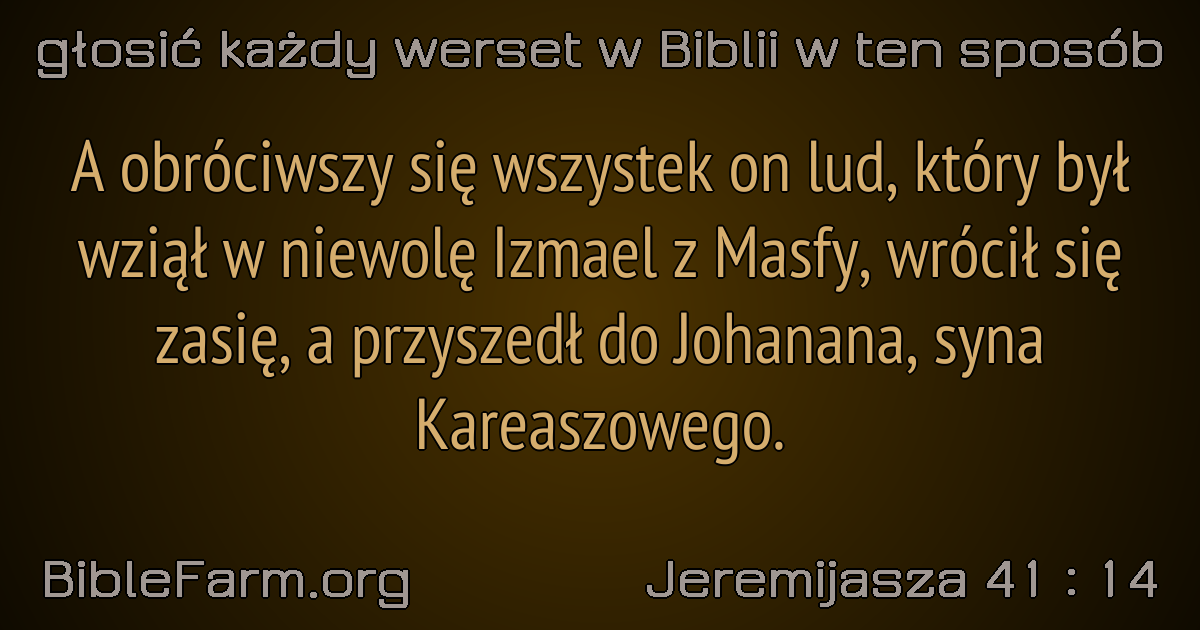 głosić każdy werset w Biblii w ten sposób
A obróciwszy się wszystek on lud, który był
wziął w niewolę Izmael z Masfy, wrócił się
zasię, a przyszedł do Johanana, syna
Kareaszowego.
BibleFarm.org
Jeremijasza 41 : 14